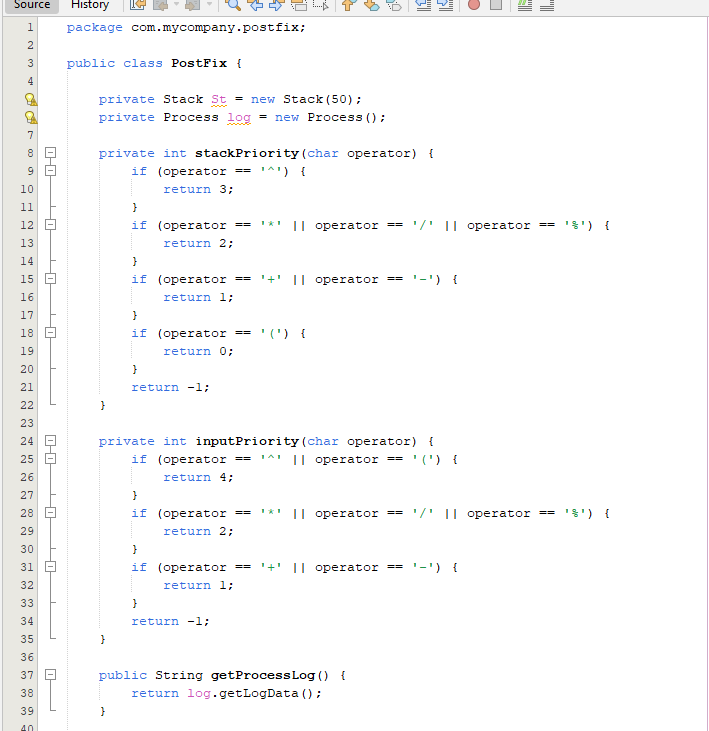 Source History
1 package com.mycompany.postfix;
2
3 public class PostFix {
4
private Stack St = new Stack(50);
private Process log = new Process();
7
8 private int stackPriority(char operator) {
9 if (operator == '^') {
10 return 3;
11 }
12 if (operator == '*' || operator == '/' || operator == '%') {
13 return 2;
14 }
15 if (operator == '+' || operator == '-') {
16 return 1;
17 }
18 if (operator == '(') {
19 return 0;
20 }
21 return -1;
22 }
23
24 private int inputPriority(char operator) {
25 if (operator == '^' || operator == '(') {
26 return 4;
27 }
28 if (operator == '*' || operator == '/' || operator == '%') {
29 return 2;
30 }
31 if (operator == '+' || operator == '-') {
32 return 1;
33 }
34 return -1;
35 }
36
37 public String getProcessLog() {
38 return log.getLogData();
39 }
40